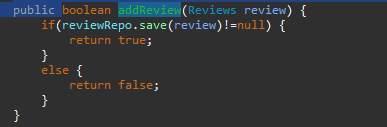 public boolean addReview(Reviews review) {
if(reviewRepo.save(review)!=null) {
return true;
}
else {
return false;
}
}